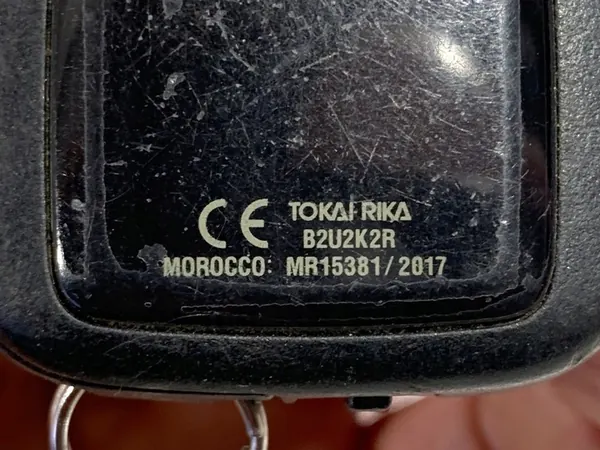 CE TOKAI RIKA
B2U2K2R
MOROCCO: MR15381/2017